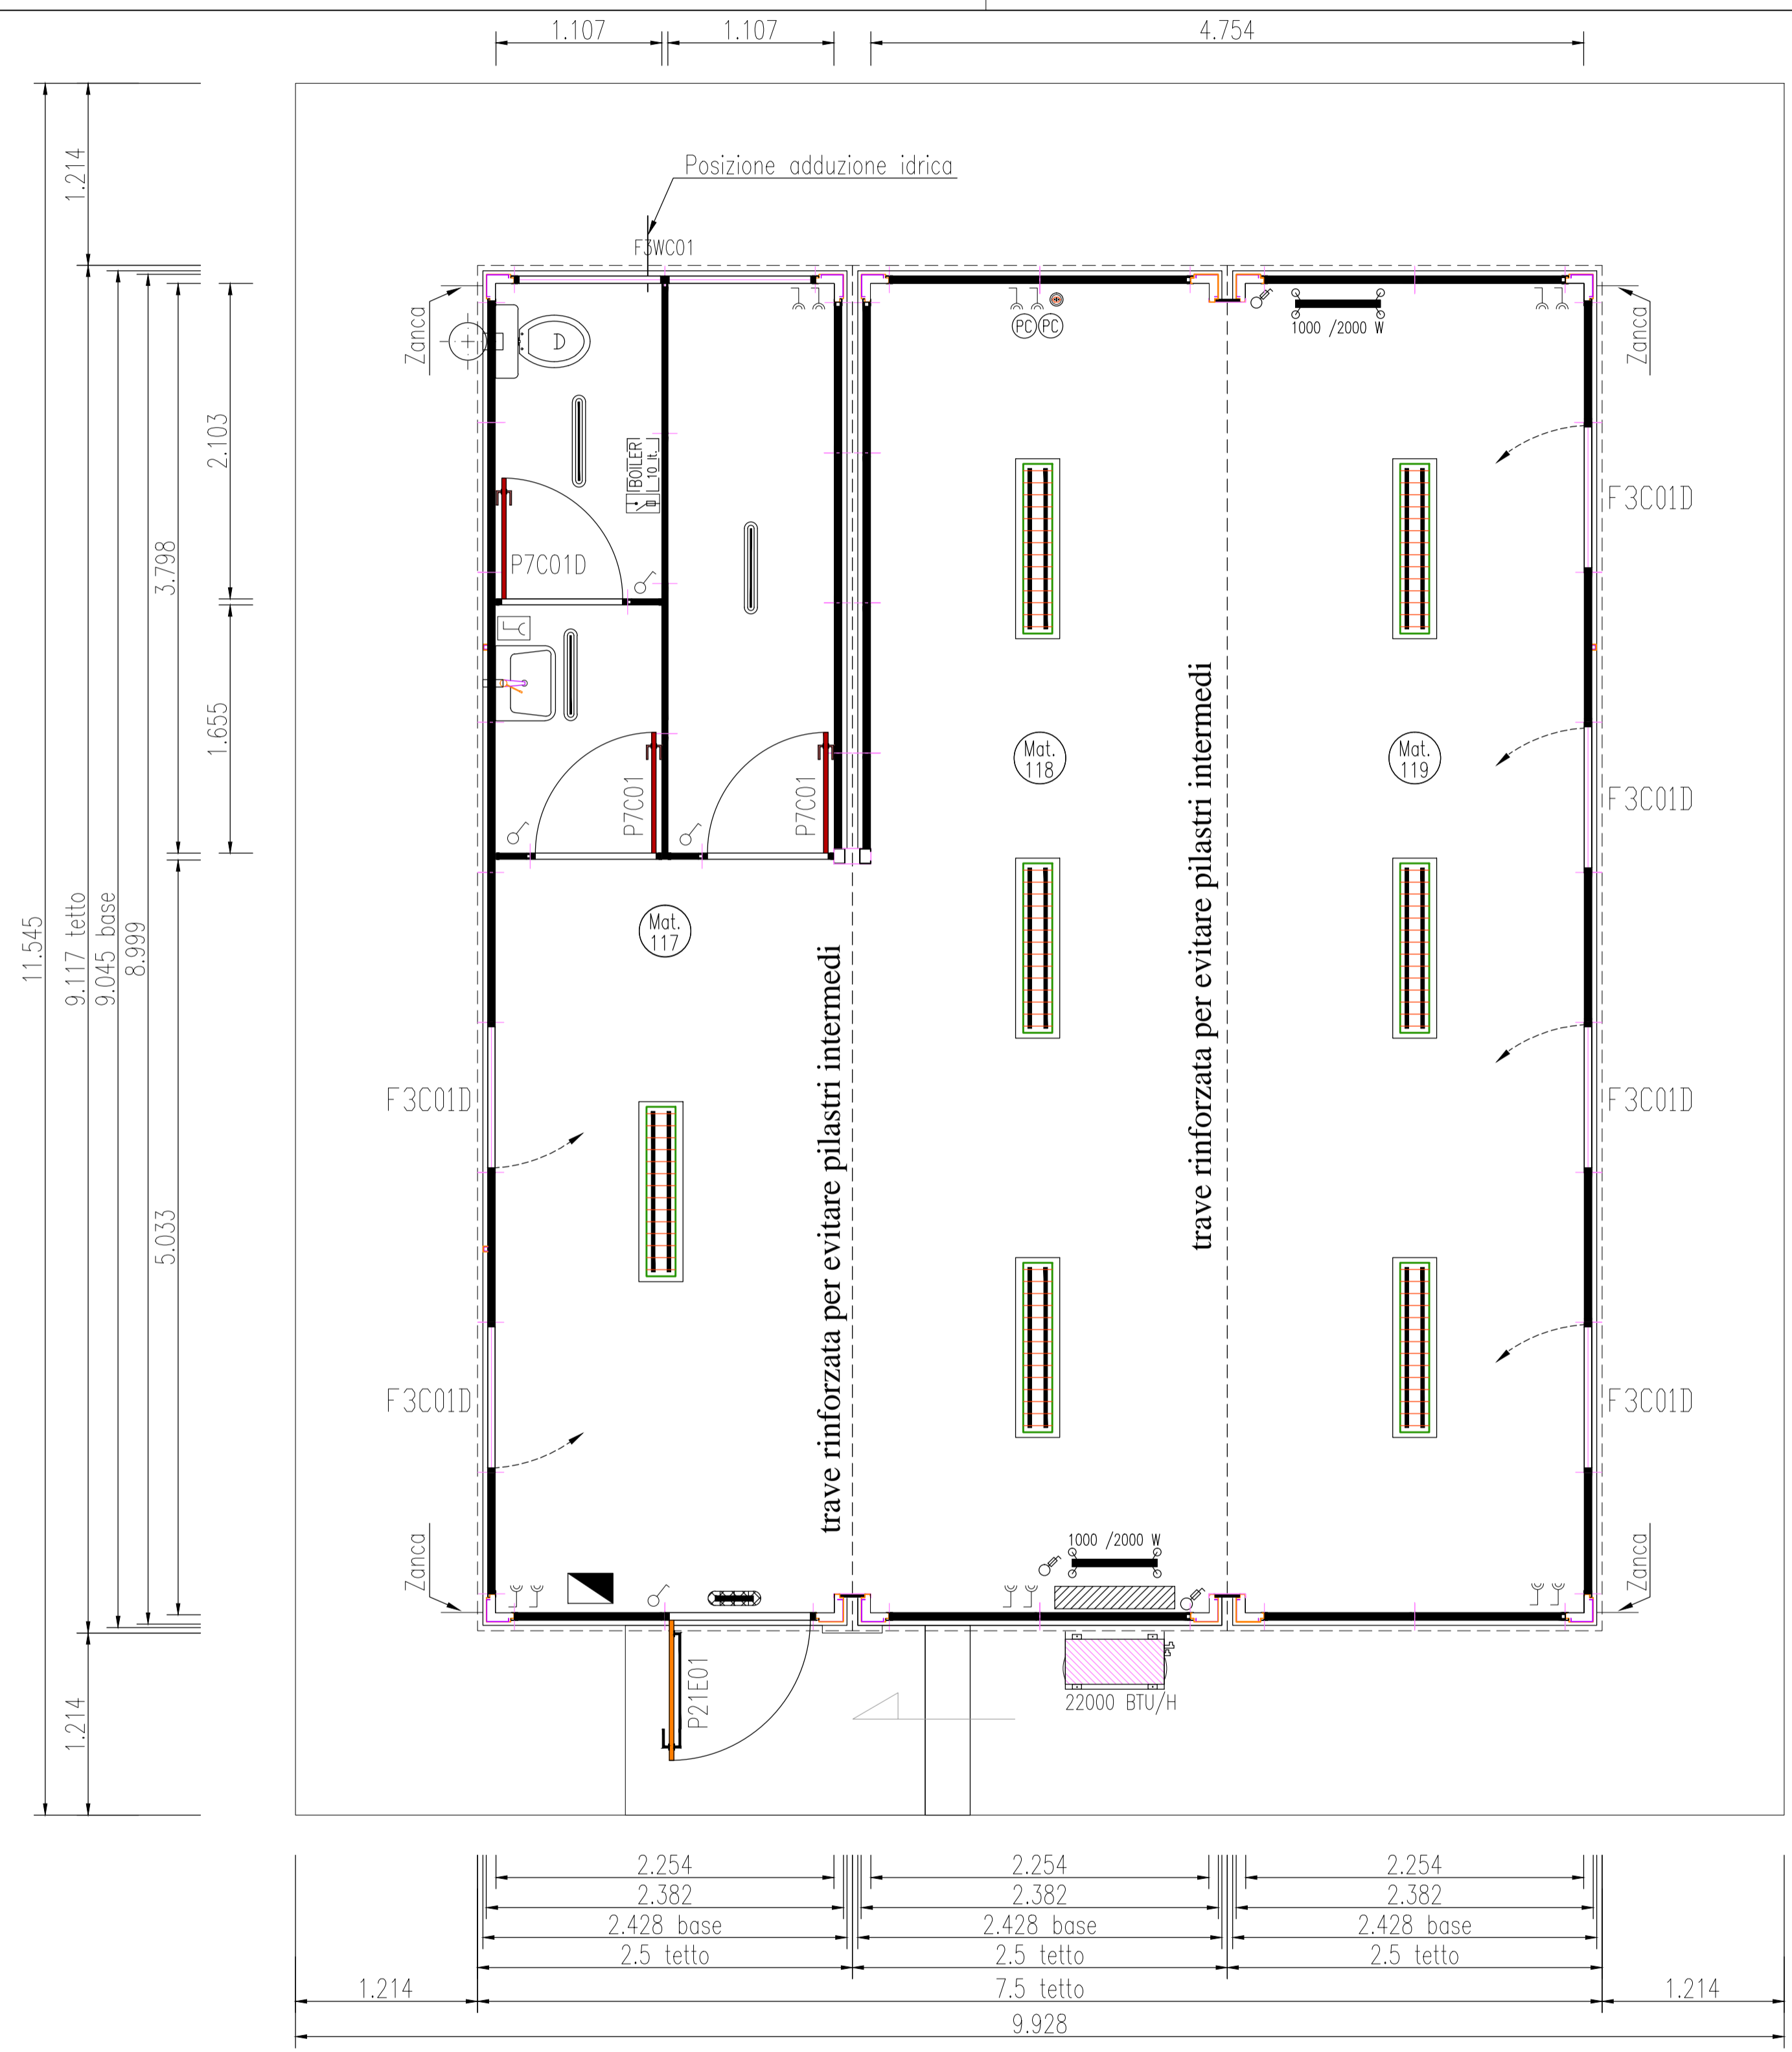 1.107
1.107
4.754
Posizione adduzione idrica
F3WC01
1.214
11.545
9.117 tetto
9.045 base
8.999
3.798
2.103
1.655
5.033
1.214
Zanca
Zanca
PC
PC
1000 /2000 W
D
BOILER
10 lt.
P7C01D
P7C01
P7C01
F3C01D
F3C01D
F3C01D
F3C01D
F3C01D
F3C01D
Mat.
117
Mat.
118
Mat.
119
trave rinforzata per evitare pilastri intermedi
trave rinforzata per evitare pilastri intermedi
Zanca
Zanca
1000 /2000 W
P21E01
22000 BTU/H
2.254
2.254
2.254
2.382
2.382
2.382
2.428 base
2.428 base
2.428 base
2.5 tetto
2.5 tetto
2.5 tetto
1.214
7.5 tetto
1.214
9.928